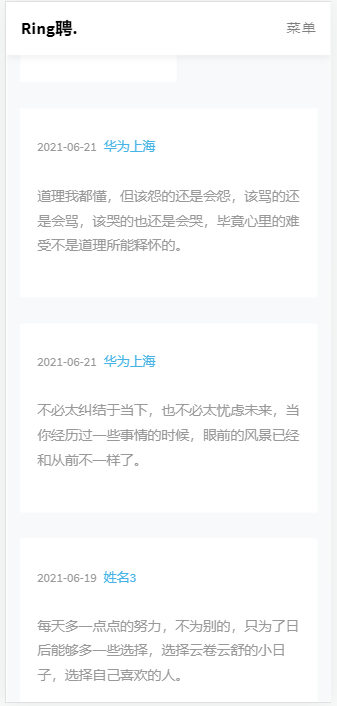 Ring聘.
菜单
2021-06-21 华为上海
道理我都懂，但该怨的还是会怨，该骂的还
是会骂，该哭的也还是会哭，毕竟心里的难
受不是道理所能释怀的。
2021-06-21 华为上海
不必太纠结于当下，也不必太忧虑未来，当
你经历过一些事情的时候，眼前的风景已经
和从前不一样了。
2021-06-19 姓名3
每天多一点点的努力，不为别的，只为了日
后能够多一些选择，选择云卷云舒的小日
子，选择自己喜欢的人。